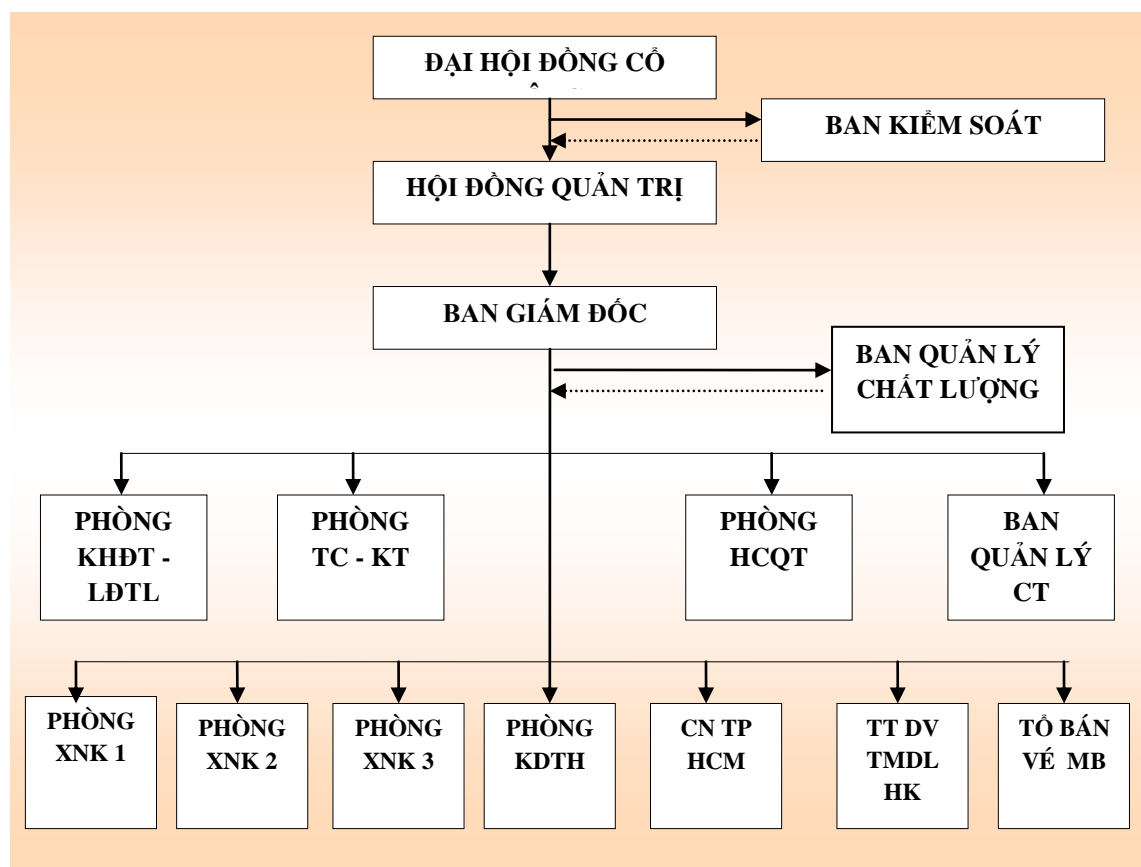 ĐẠI HỘI ĐỒNG CỔ
BAN KIỂM SOÁT
HỘI ĐỒNG QUẢN TRỊ
BAN GIÁM ĐỐC
BAN QUẢN LÝ
CHẤT LƯỢNG
PHÒNG
KHĐT -
LĐTL
PHÒNG
TC - KT
PHÒNG
HCQT
BAN
QUẢN LÝ
CT
PHÒNG
XNK 1
PHÒNG
XNK 2
PHÒNG
XNK 3
PHÒNG
KDTH
CN TP
HCM
TT DV
TMDL
HK
TỔ BÁN
VÉ MB